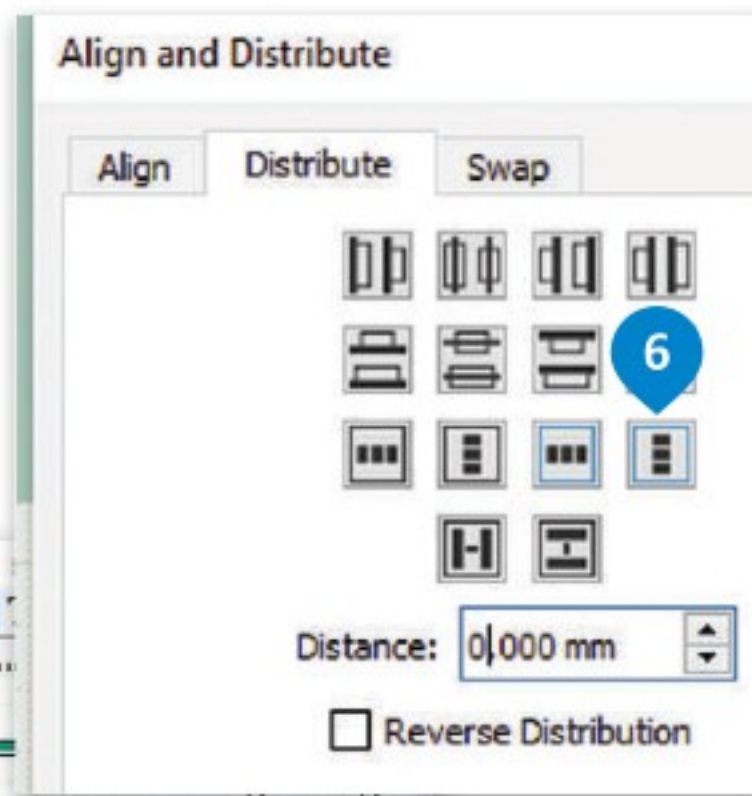 Align and Distribute
Align
Distribute
Swap
6
Distance:
0,000 mm
Reverse Distribution